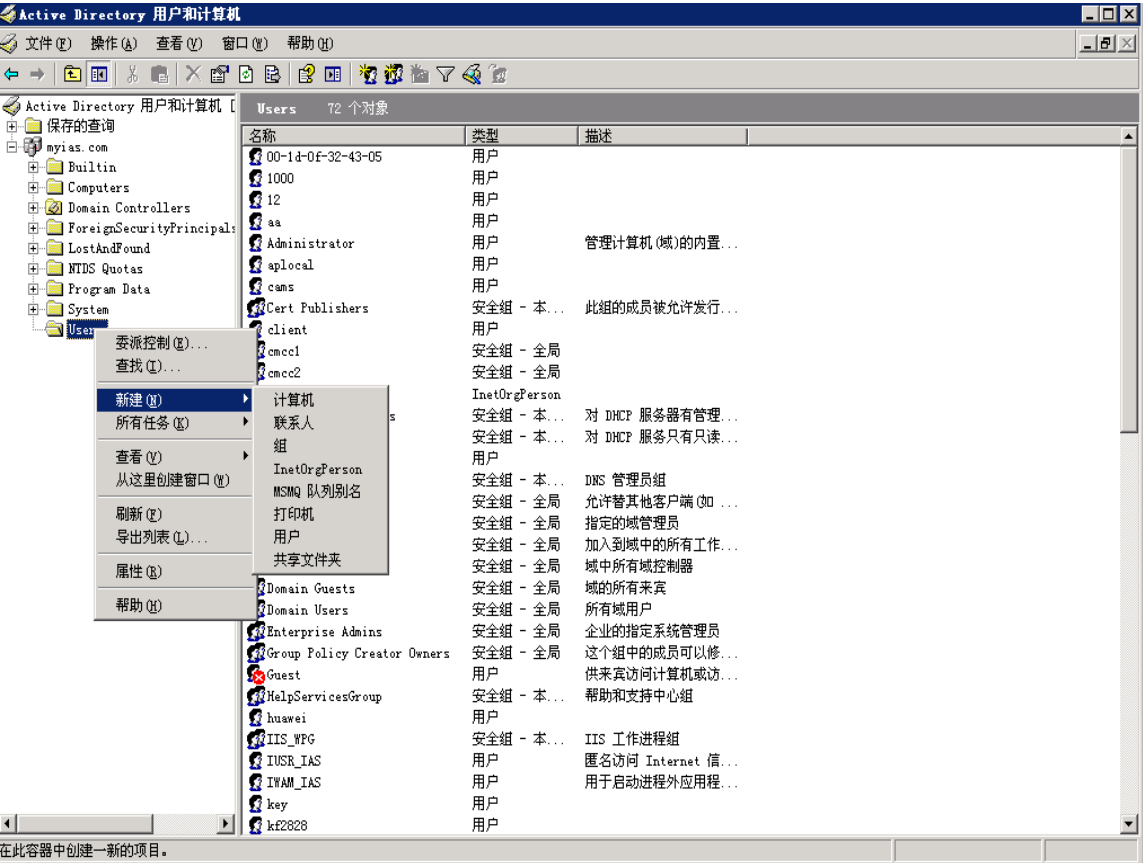 Active Directory 用户和计算机
文件(F) 操作(A) 查看(V) 窗口(W) 帮助(H)
Active Directory 用户和计算机 [
保存的查询
myias.com
Builtin
Computers
Domain Controllers
ForeignSecurityPrincipals
LostAndFound
NTDS Quotas
Program Data
System
Users
委派控制(E)...
查找(I)...
新建(N)
所有任务(K)
查看(V)
从这里创建窗口(W)
刷新(F)
导出列表(L)...
属性(R)
帮助(H)
计算机
联系人
组
InetOrgPerson
MSMQ 队列别名
打印机
用户
共享文件夹
Users 72 个对象
名称 类型 描述
00-1d-0f-32-43-05 用户
1000 用户
12 用户
aa 用户
Administrator 用户 管理计算机(域)的内置...
aplocal 用户
cams 用户
Cert Publishers 安全组 - 本... 此组的成员被允许发行...
client 用户
cmcc1 安全组 - 全局
cmcc2 安全组 - 全局
InetOrgPerson
s 安全组 - 本... 对 DHCP 服务器有管理...
安全组 - 本... 对 DHCP 服务只有只读...
用户
安全组 - 本... DNS 管理员组
安全组 - 全局 允许替其他客户端(如 ...
安全组 - 全局 指定的域管理员
安全组 - 全局 加入到域中的所有工作...
安全组 - 全局 域中所有域控制器
Domain Guests 安全组 - 全局 域的所有来宾
Domain Users 安全组 - 全局 所有域用户
Enterprise Admins 安全组 - 全局 企业的指定系统管理员
Group Policy Creator Owners 安全组 - 全局 这个组中的成员可以修...
Guest 用户 供来宾访问计算机或访...
HelpServicesGroup 安全组 - 本... 帮助和支持中心组
huawei 用户
IIS_WPG 安全组 - 本... IIS 工作进程组
IUSR_IAS 用户 匿名访问 Internet 信...
IWAM_IAS 用户 用于启动进程外应用程...
key 用户
kf2828 用户
在此容器中创建一新的项目。